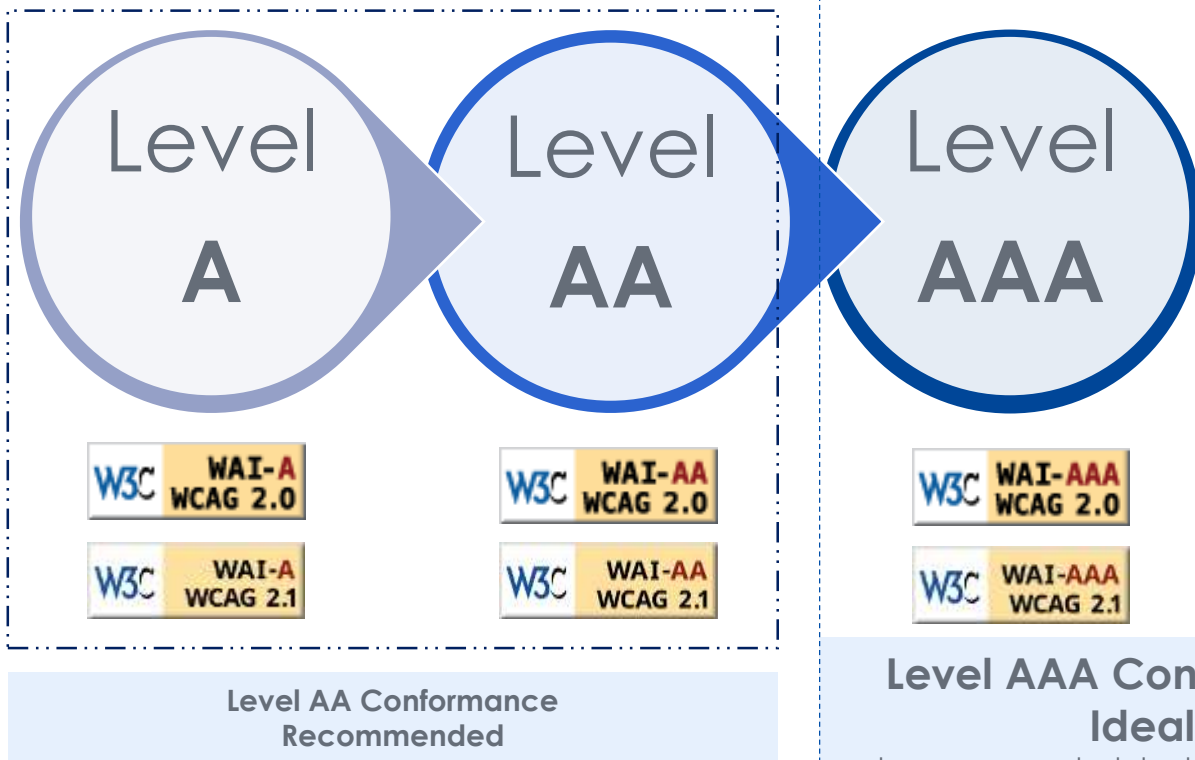 Level
A
Level
AA
Level
AAA
W3C WAI-A
WCAG 2.0
W3C WAI-AA
WCAG 2.0
W3C WAI-AAA
WCAG 2.0
W3C WAI-A
WCAG 2.1
W3C WAI-AA
WCAG 2.1
W3C WAI-AAA
WCAG 2.1
Level AA Conformance
Recommended
Level AAA Con
Ideal